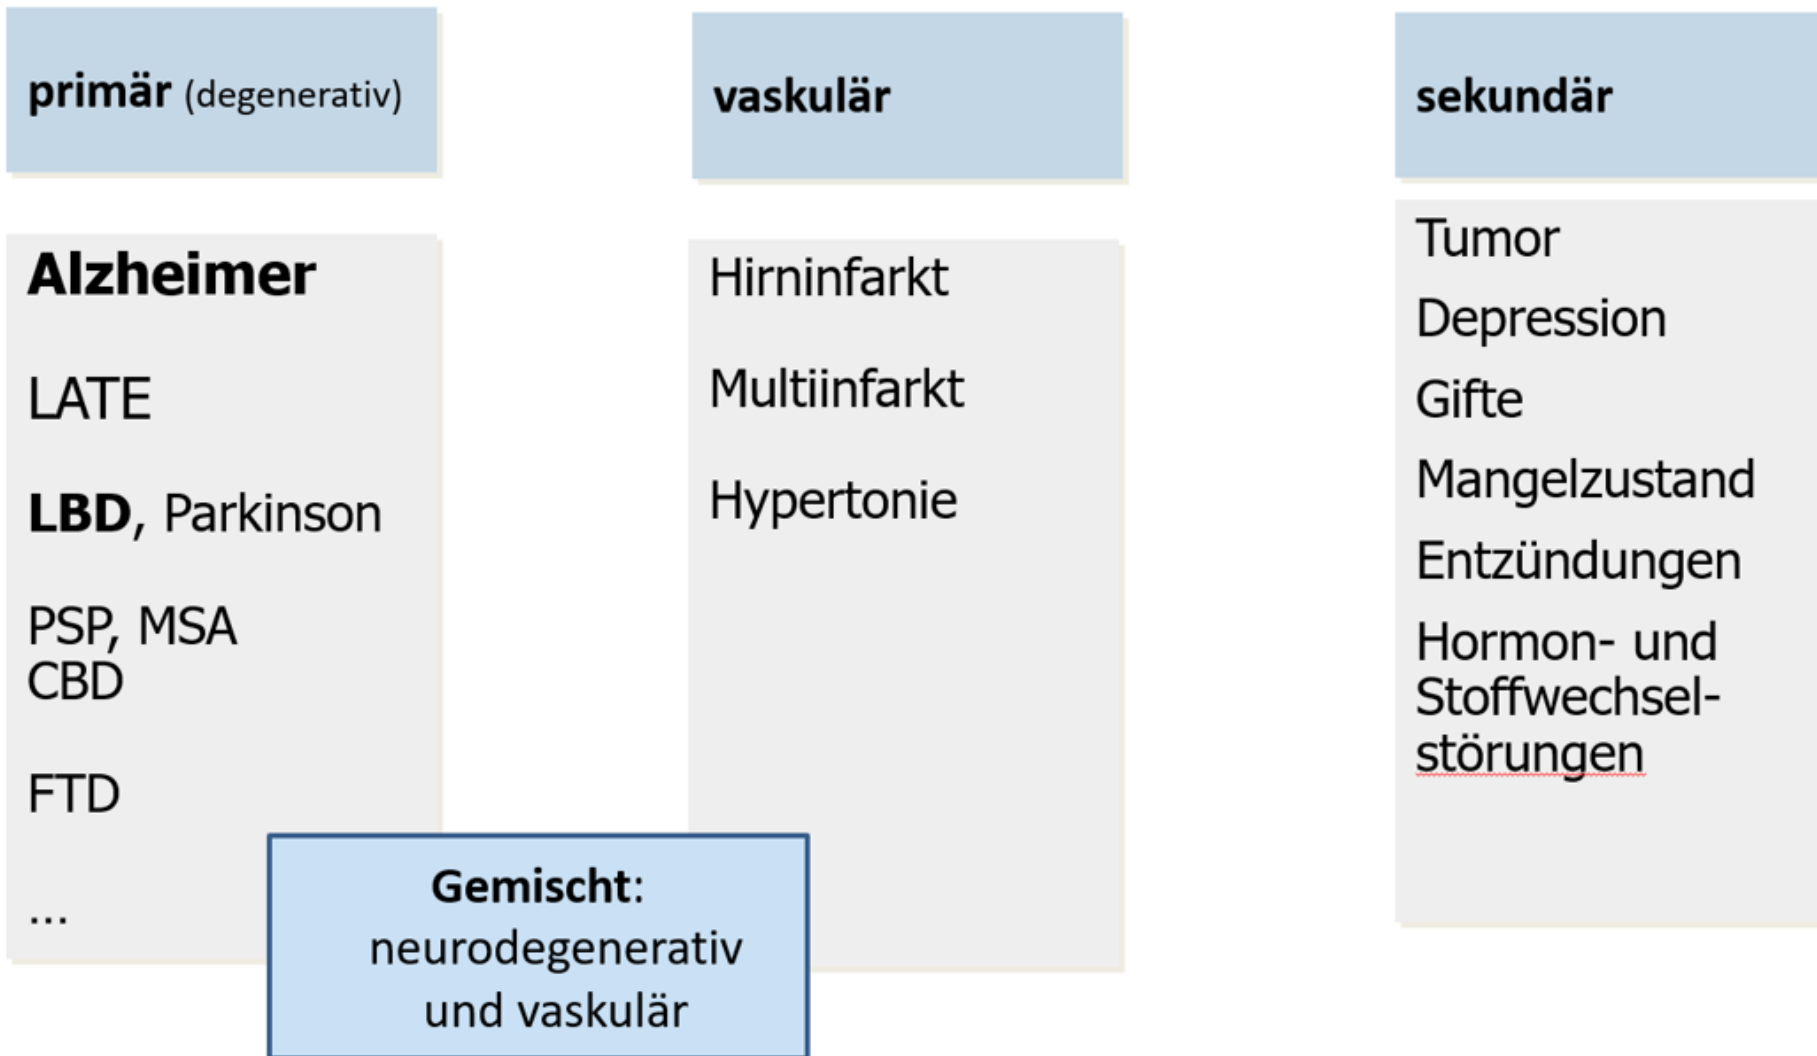 primär (degenerativ)
Alzheimer
LATE
LBD, Parkinson
PSP, MSA
CBD
FTD
...
vaskulär
Hirninfarkt
Multiinfarkt
Hypertonie
Gemischt:
neurodegenerativ
und vaskulär
sekundär
Tumor
Depression
Gifte
Mangelzustand
Entzündungen
Hormon- und
Stoffwechsel-
störungen